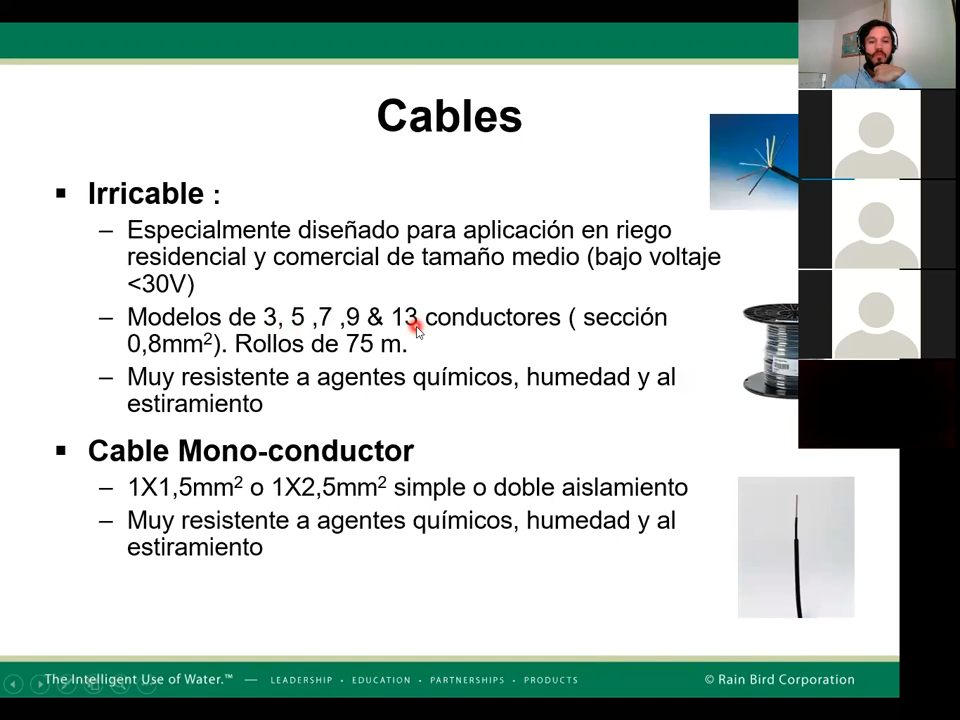 Cables
▪ Irricable :
– Especialmente diseñado para aplicación en riego
residencial y comercial de tamaño medio (bajo voltaje
<30V)
– Modelos de 3, 5 ,7 ,9 & 13 conductores ( sección
0,8mm²). Rollos de 75 m.
– Muy resistente a agentes químicos, humedad y al
estiramiento
▪ Cable Mono-conductor
– 1X1,5mm² o 1X2,5mm² simple o doble aislamiento
– Muy resistente a agentes químicos, humedad y al
estiramiento
The Intelligent Use of Water.™ — LEADERSHIP • EDUCATION • PARTNERSHIPS • PRODUCTS © Rain Bird Corporation